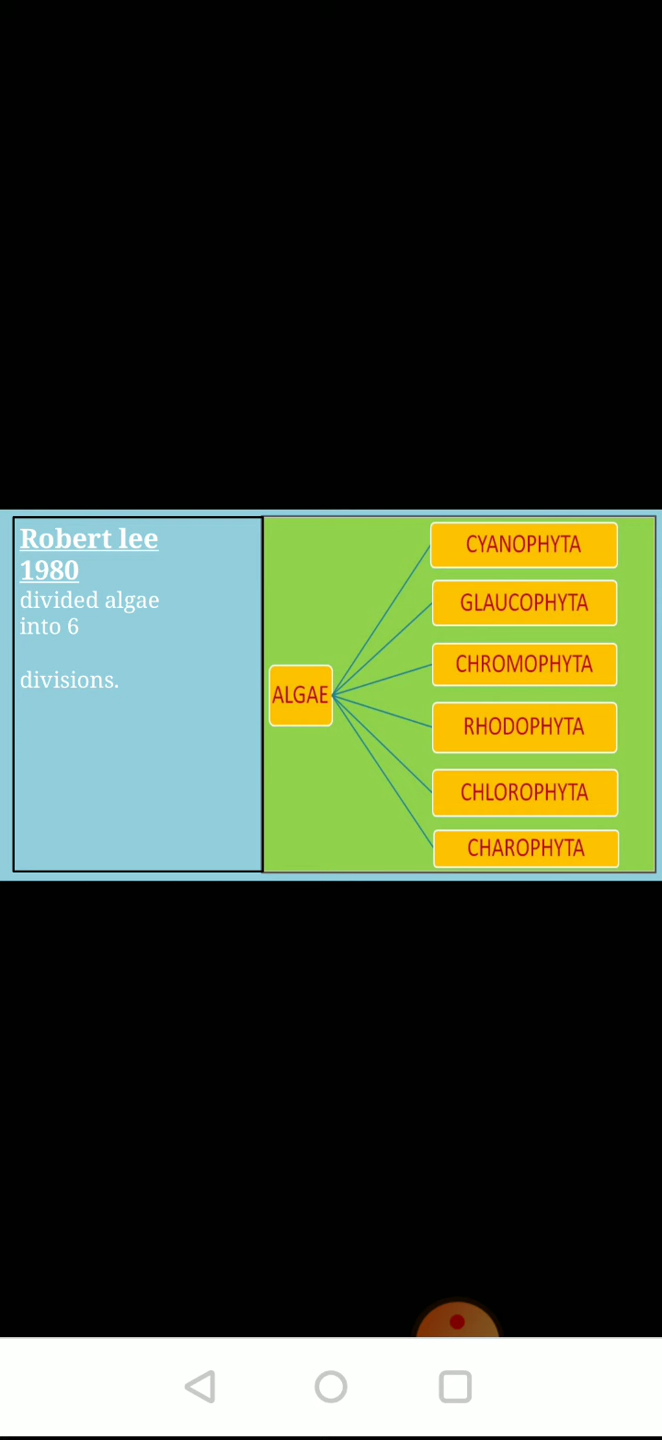 Robert lee
1980
divided algae
into 6
divisions.
ALGAE
CYANOPHYTA
GLAUCOPHYTA
CHROMOPHYTA
RHODOPHYTA
CHLOROPHYTA
CHAROPHYTA